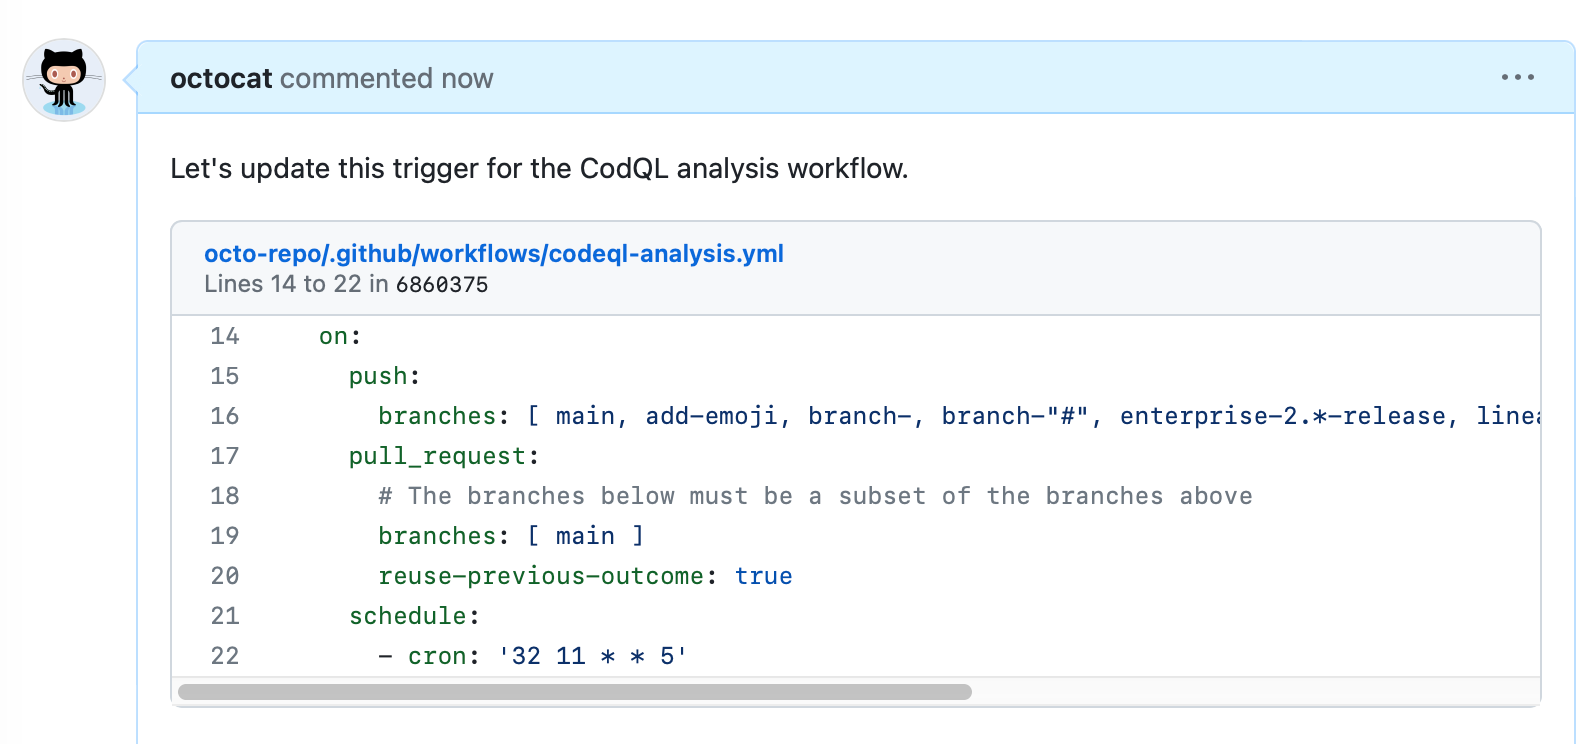 octocat commented now
Let's update this trigger for the CodQL analysis workflow.
octo-repo/.github/workflows/codeql-analysis.yml
Lines 14 to 22 in 6860375
14 on:
15 push:
16 branches: [ main, add-emoji, branch-, branch-"#", enterprise-2.*-release,
17 pull_request:
18 # The branches below must be a subset of the branches above
19 branches: [ main ]
20 reuse-previous-outcome: true
21 schedule:
22 - cron: '32 11 * * 5'